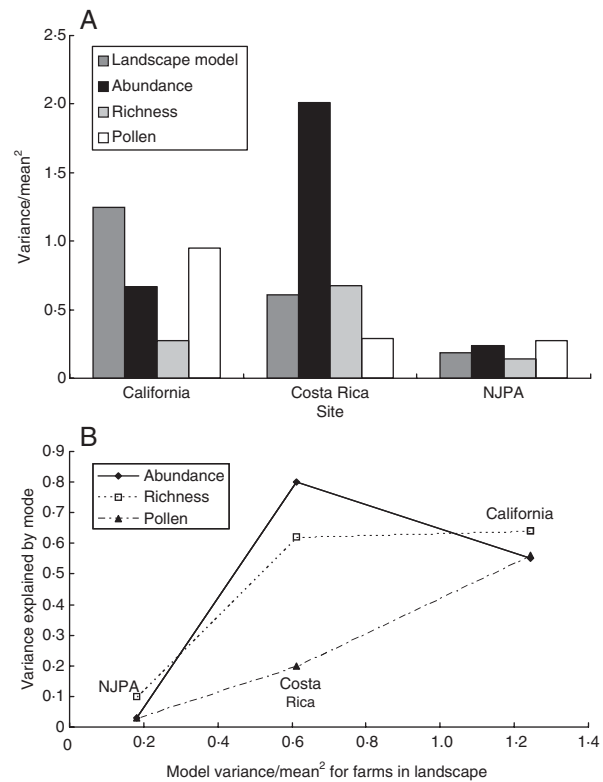 A
2·5
2·0
1·5
1·0
0·5
0
Variance/mean²
Landscape model
Abundance
Richness
Pollen
California
Costa Rica
NJPA
Site
B
0·9
0·8
0·7
0·6
0·5
0·4
0·3
0·2
0·1
0
Variance explained by mode
Abundance
Richness
Pollen
California
NJPA
Costa
Rica
0
0·2
0·4
0·6
0·8
1·0
1·2
1·4
Model variance/mean² for farms in landscape